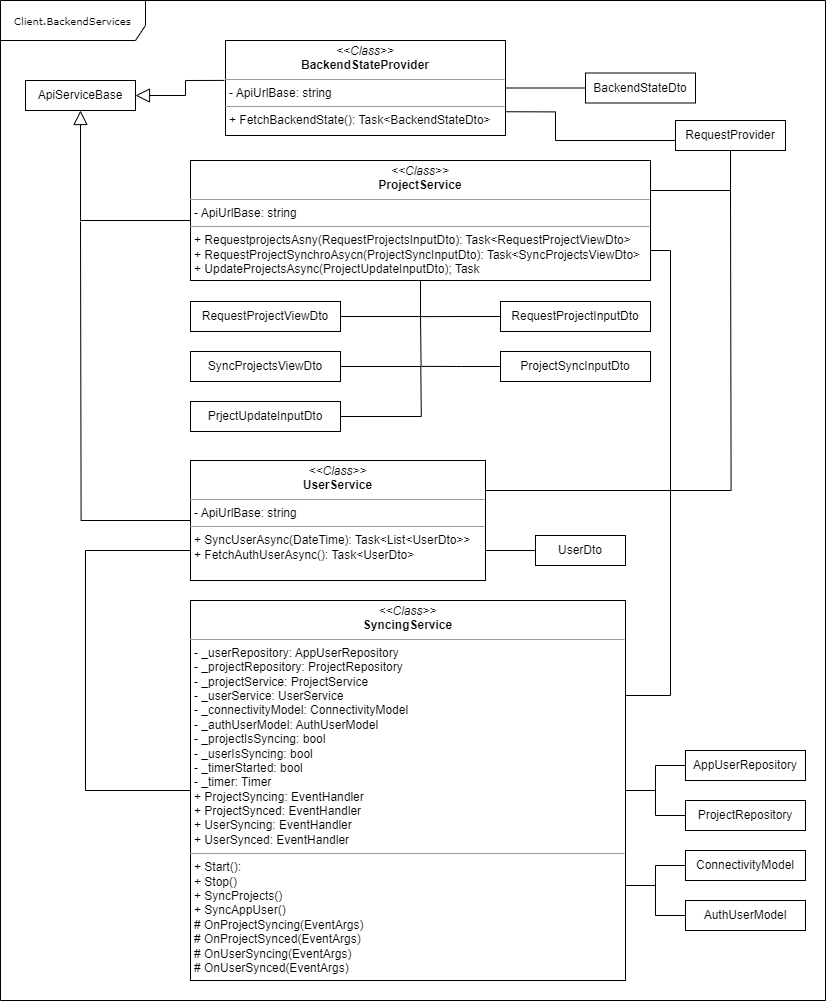 Client.BackendServices
<<Class>>
BackendStateProvider
- ApiUrlBase: string
+ FetchBackendState(): Task<BackendStateDto>
ApiServiceBase
BackendStateDto
RequestProvider
<<Class>>
ProjectService
- ApiUrlBase: string
+ RequestprojectsAsny(RequestProjectsInputDto): Task<RequestProjectViewDto>
+ RequestProjectSynchroAsycn(ProjectSyncInputDto): Task<SyncProjectsViewDto>
+ UpdateProjectsAsync(ProjectUpdateInputDto); Task
RequestProjectViewDto
RequestProjectInputDto
SyncProjectsViewDto
ProjectSyncInputDto
PrjectUpdateInputDto
<<Class>>
UserService
- ApiUrlBase: string
+ SyncUserAsync(DateTime): Task<List<UserDto>>
+ FetchAuthUserAsync(): Task<UserDto>
UserDto
<<Class>>
SyncingService
- _userRepository: AppUserRepository
- _projectRepository: ProjectRepository
- _projectService: ProjectService
- _userService: UserService
- _connectivityModel: ConnectivityModel
- _authUserModel: AuthUserModel
- _projectIsSyncing: bool
- _userIsSyncing: bool
- _timerStarted: bool
- _timer: Timer
+ ProjectSyncing: EventHandler
+ ProjectSynced: EventHandler
+ UserSyncing: EventHandler
+ UserSynced: EventHandler
+ Start():
+ Stop()
+ SyncProjects()
+ SyncAppUser()
# OnProjectSyncing(EventArgs)
# OnProjectSynced(EventArgs)
# OnUserSyncing(EventArgs)
# OnUserSynced(EventArgs)
AppUserRepository
ProjectRepository
ConnectivityModel
AuthUserModel